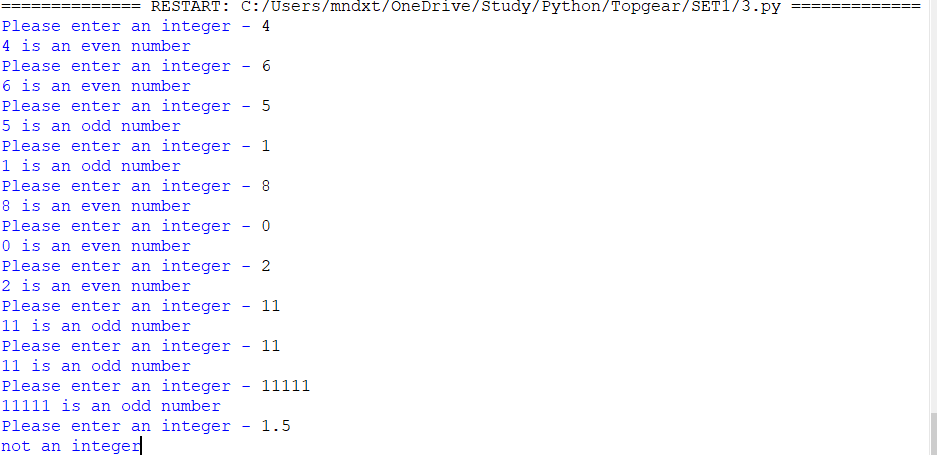 ============== RESTART: C:/Users/mndxt/OneDrive/Study/Python/Topgear/SET1/3.py =============
Please enter an integer - 4
4 is an even number
Please enter an integer - 6
6 is an even number
Please enter an integer - 5
5 is an odd number
Please enter an integer - 1
1 is an odd number
Please enter an integer - 8
8 is an even number
Please enter an integer - 0
0 is an even number
Please enter an integer - 2
2 is an even number
Please enter an integer - 11
11 is an odd number
Please enter an integer - 11
11 is an odd number
Please enter an integer - 11111
11111 is an odd number
Please enter an integer - 1.5
not an integer